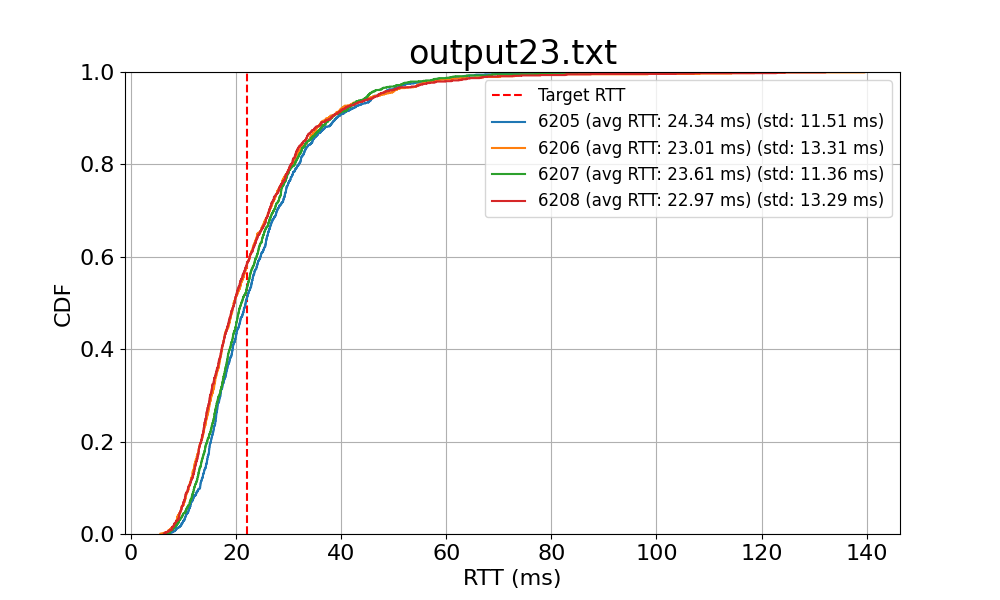 output23.txt
1.0
0.8
0.6
0.4
0.2
0.0
CDF
Target RTT
6205 (avg RTT: 24.34 ms) (std: 11.51 ms)
6206 (avg RTT: 23.01 ms) (std: 13.31 ms)
6207 (avg RTT: 23.61 ms) (std: 11.36 ms)
6208 (avg RTT: 22.97 ms) (std: 13.29 ms)
0 20 40 60 80 100 120 140
RTT (ms)